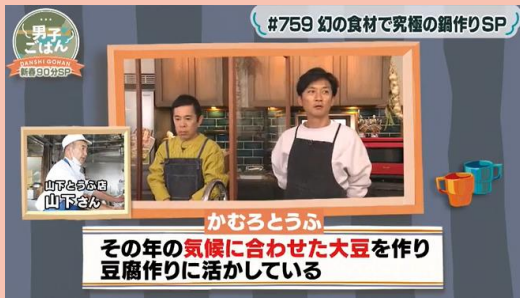 男子ごはん
DANSHI GOHAN
新春90分SP
#759 幻の食材で究極の鍋作りSP
山下とうふ店
山下さん
かむろとうふ
その年の気候に合わせた大豆を作り
豆腐作りに活かしている